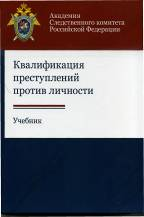 Академия
Следственного комитета
Российской Федерации
Квалификация
преступлений
против личности
Учебник